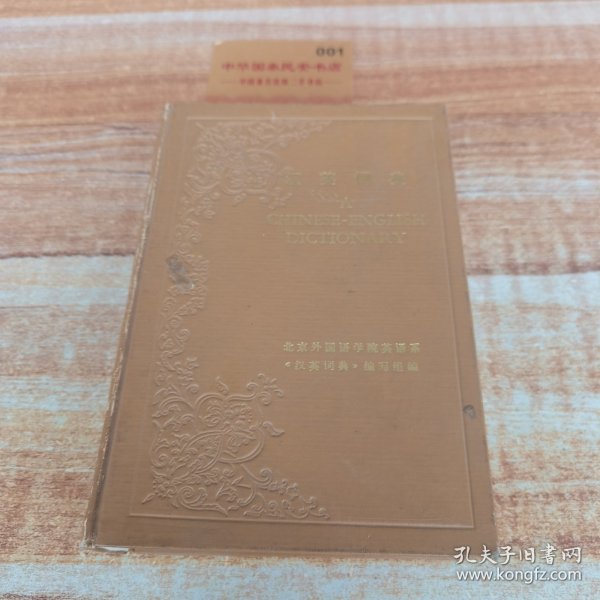 001
中华国来民安书店
汉英词典
A
CHINESE-ENGLISH
DICTIONARY
北京外国语学院英语系
《汉英词典》编写组编
孔夫子旧书网
www.kongfz.com